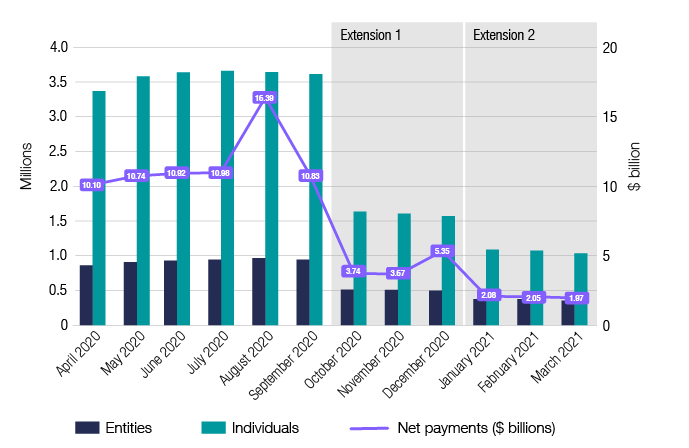 Extension 1 Extension 2
4.0 20
3.5
3.0 15
2.5
2.0 10
1.5
1.0 5
0.5
0 0
Millions
$ billion
10.10 10.74 10.92 10.98 16.39 10.83 3.74 3.57 5.35 2.08 2.05 1.97
April 2020 May 2020 June 2020 July 2020 August 2020 September 2020 October 2020 November 2020 December 2020 January 2021 February 2021 March 2021
Entities Individuals Net payments ($ billions)